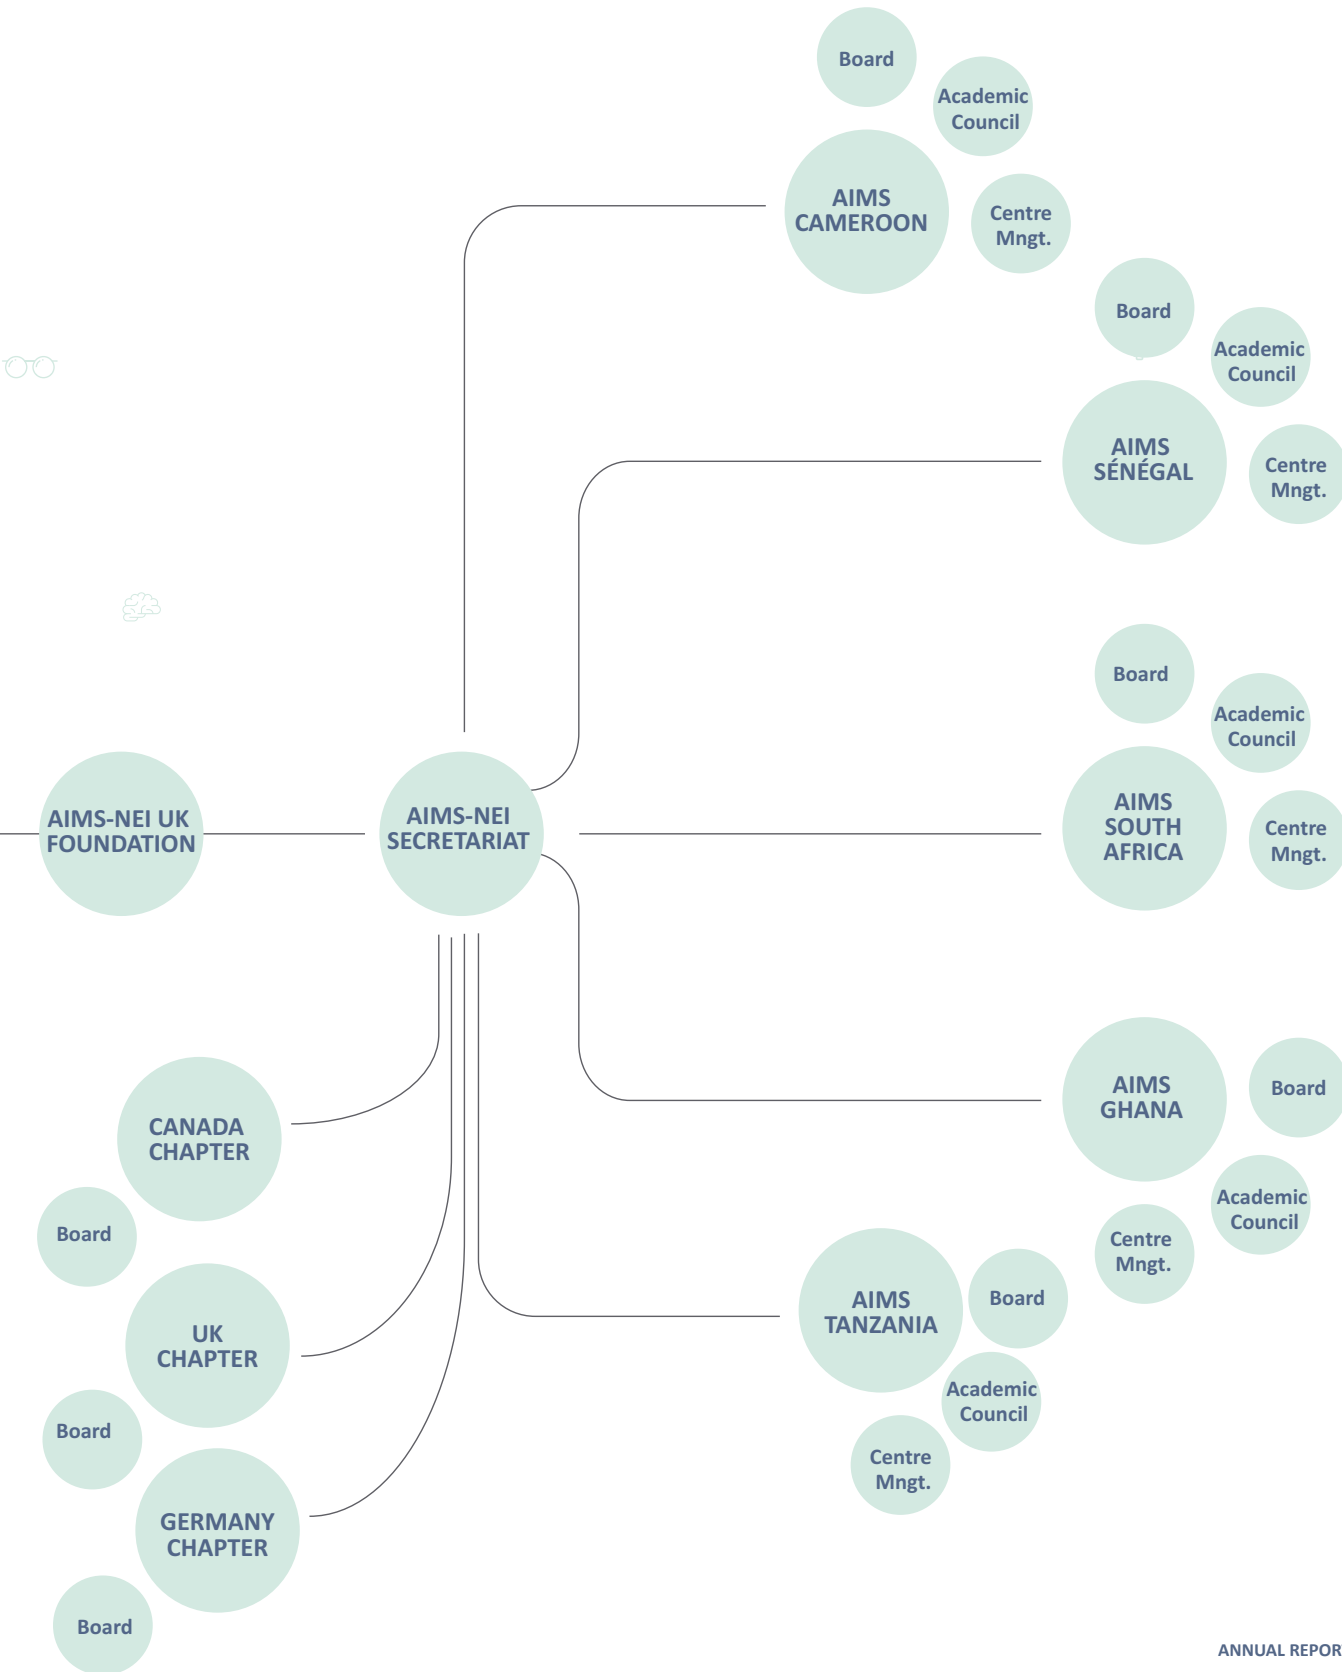 Board
Academic
Council
AIMS
CAMEROON
Centre
Mngt.
Board
Academic
Council
AIMS
SÉNÉGAL
Centre
Mngt.
Board
Academic
Council
AIMS
SOUTH
AFRICA
Centre
Mngt.
AIMS-NEI UK
FOUNDATION
AIMS-NEI
SECRETARIAT
AIMS
GHANA
Board
Academic
Council
Centre
Mngt.
CANADA
CHAPTER
Board
UK
CHAPTER
Board
GERMANY
CHAPTER
Board
AIMS
TANZANIA
Board
Academic
Council
Centre
Mngt.
ANNUAL REPOR